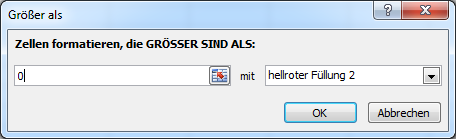 Größer als
Zellen formatieren, die GRÖSSER SIND ALS:
0 mit hellroter Füllung 2
OK Abbrechen